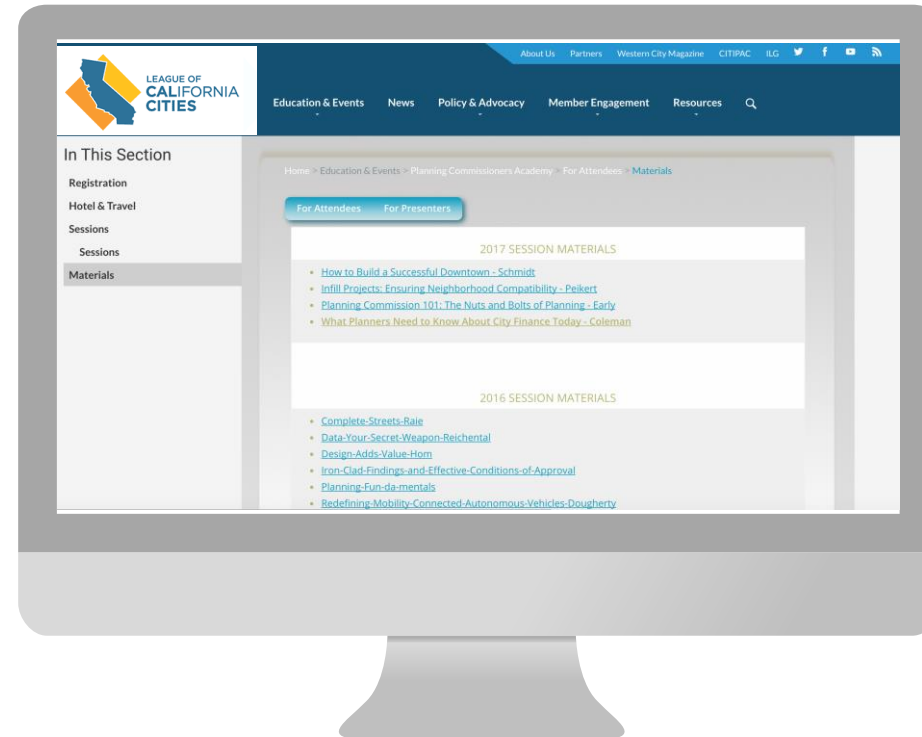 About Us Partners Western City Magazine CITIPAC ILG
LEAGUE OF
CALIFORNIA
CITIES
Education & Events News Policy & Advocacy Member Engagement Resources
In This Section
Registration
Hotel & Travel
Sessions
Sessions
Materials
Home > Education & Events > Planning Commissioners Academy > For Attendees > Materials
For Attendees For Presenters
2017 SESSION MATERIALS
How to Build a Successful Downtown - Schmidt
Infill Projects: Ensuring Neighborhood Compatibility - Peikert
Planning Commission 101: The Nuts and Bolts of Planning - Early
What Planners Need to Know About City Finance Today - Coleman
2016 SESSION MATERIALS
Complete-Streets-Raie
Data-Your-Secret-Weapon-Reichental
Design-Adds-Value-Horn
Iron-Clad-Findings-and-Effective-Conditions-of-Approval
Planning-Fun-da-mentals
Redefining-Mobility-Connected-Autonomous-Vehicles-Dougherty